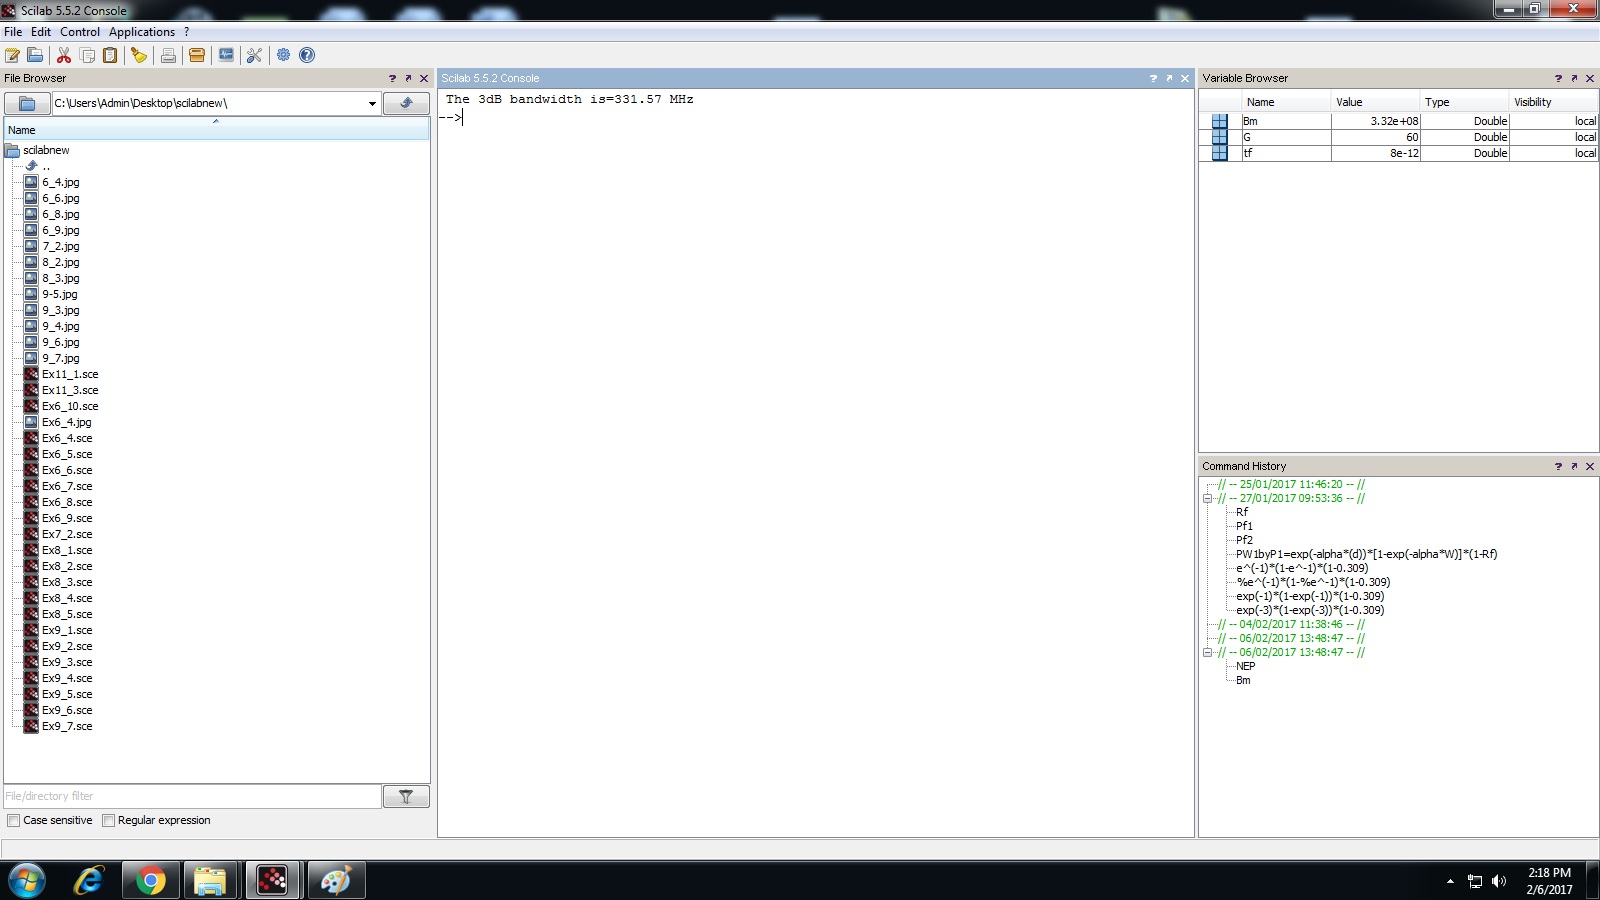 Scilab 5.5.2 Console
File Edit Control Applications ?
File Browser
C:\Users\Admin\Desktop\scilabnew\
Name
scilabnew
..
6_4.jpg
6_6.jpg
6_8.jpg
6_9.jpg
7_2.jpg
8_2.jpg
8_3.jpg
9-5.jpg
9_3.jpg
9_4.jpg
9_6.jpg
9_7.jpg
Ex11_1.sce
Ex11_3.sce
Ex6_10.sce
Ex6_4.jpg
Ex6_4.sce
Ex6_5.sce
Ex6_6.sce
Ex6_7.sce
Ex6_8.sce
Ex6_9.sce
Ex7_2.sce
Ex8_1.sce
Ex8_2.sce
Ex8_3.sce
Ex8_4.sce
Ex8_5.sce
Ex9_1.sce
Ex9_2.sce
Ex9_3.sce
Ex9_4.sce
Ex9_5.sce
Ex9_6.sce
Ex9_7.sce
File/directory filter
Case sensitive Regular expression
Scilab 5.5.2 Console
The 3dB bandwidth is=331.57 MHz
-->
Variable Browser
Name Value Type Visibility
Bm 3.32e+08 Double local
G 60 Double local
tf 8e-12 Double local
Command History
// -- 25/01/2017 11:46:20 -- //
// -- 27/01/2017 09:53:36 -- //
Rf
Pf1
Pf2
PW1byP1=exp(-alpha*(d))*[1-exp(-alpha*W)]*(1-Rf)
e^(-1)*(1-e^-1)*(1-0.309)
%e^(-1)*(1-%e^-1)*(1-0.309)
exp(-1)*(1-exp(-1))*(1-0.309)
exp(-3)*(1-exp(-3))*(1-0.309)
// -- 04/02/2017 11:38:46 -- //
// -- 06/02/2017 13:48:47 -- //
// -- 06/02/2017 13:48:47 -- //
NEP
Bm
2:18 PM
2/6/2017